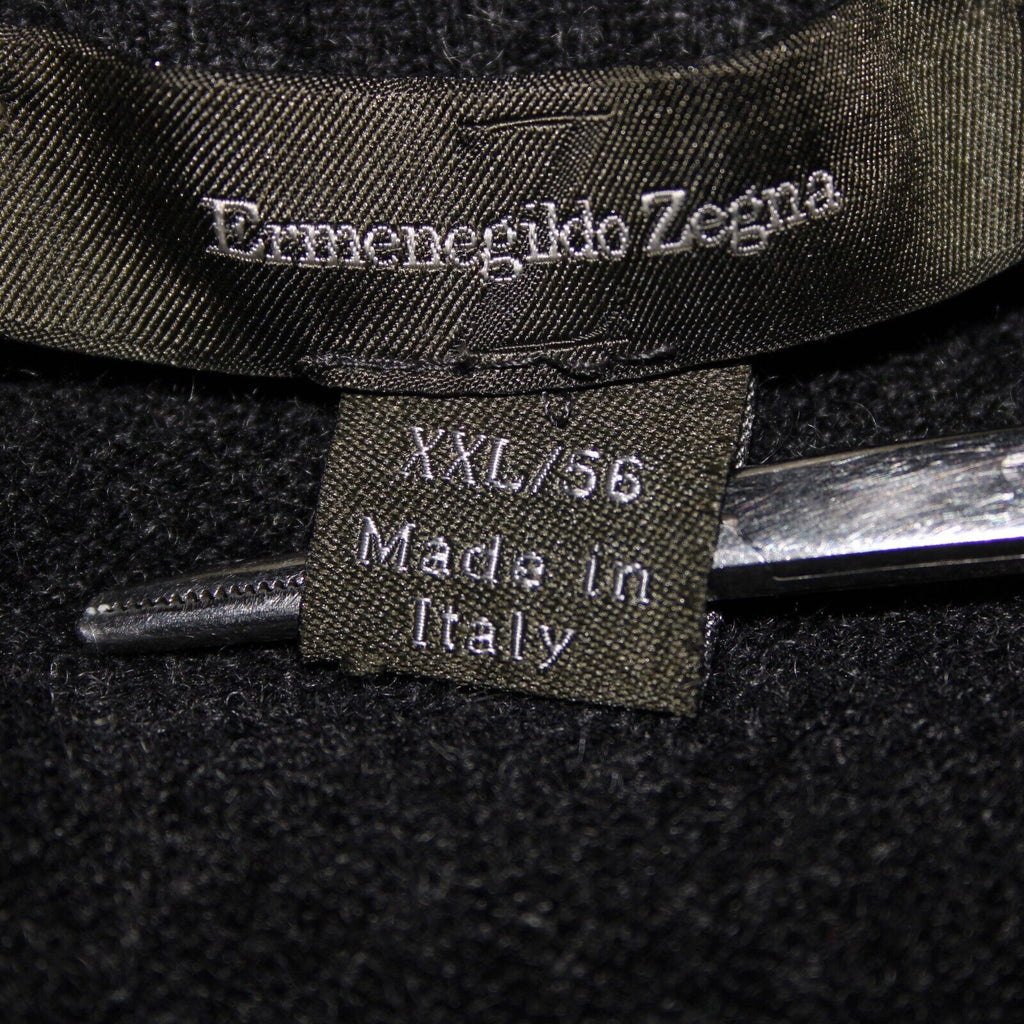 Ermenegildo Zegna
XXL/56
Made in
Italy